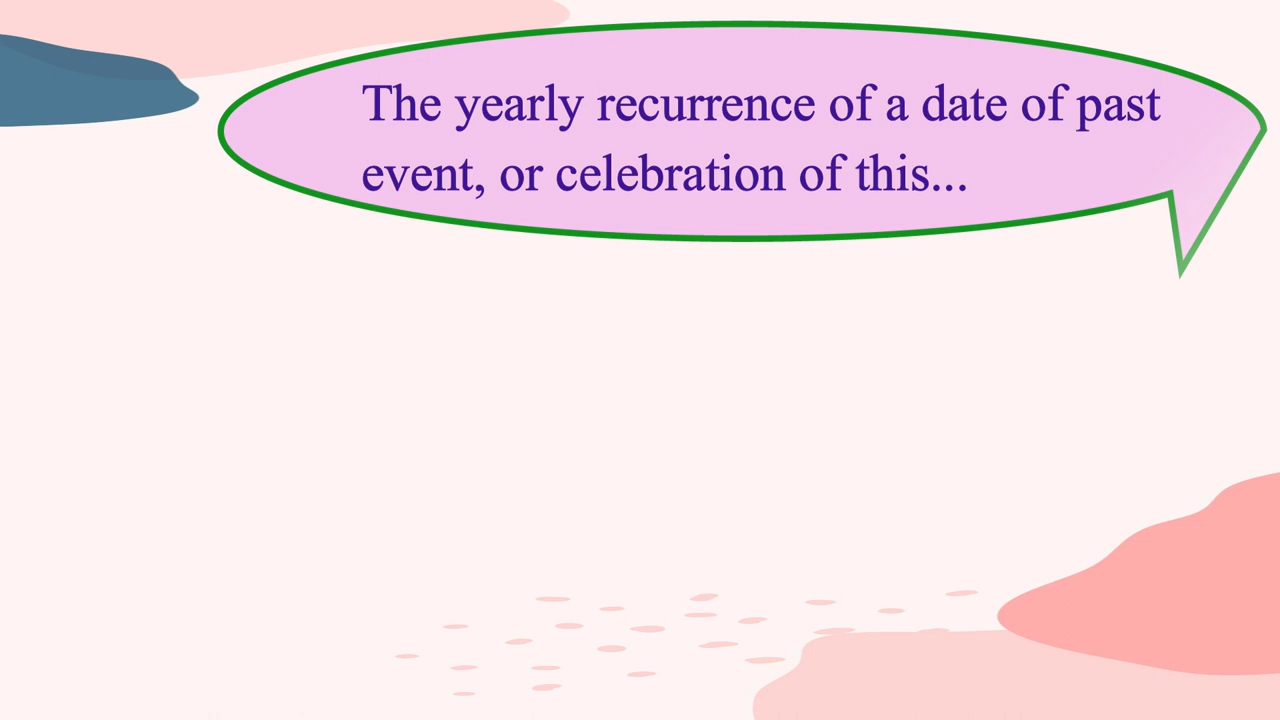 The yearly recurrence of a date of past
event, or celebration of this...